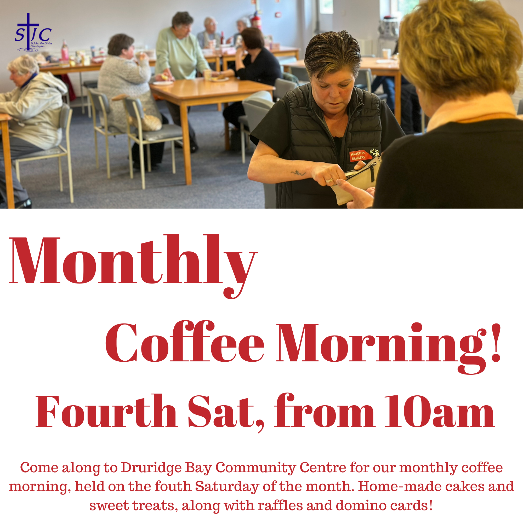 STJC
Monthly
Coffee Morning!
Fourth Sat, from 10am
Come along to Druridge Bay Community Centre for our monthly coffee
morning, held on the fouth Saturday of the month. Home-made cakes and
sweet treats, along with raffles and domino cards!